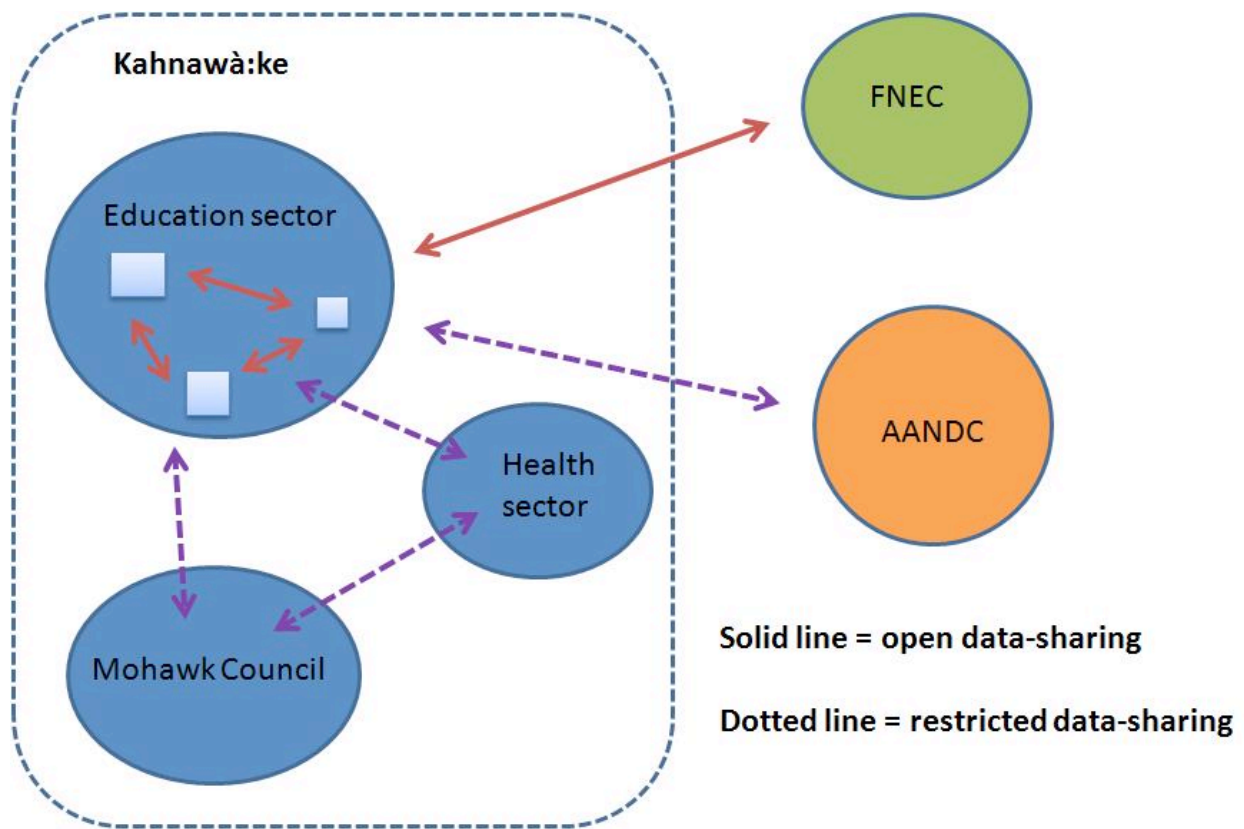 Kahnawà:ke
FNEC
Education sector
AANDC
Health
sector
Mohawk Council
Solid line = open data-sharing
Dotted line = restricted data-sharing